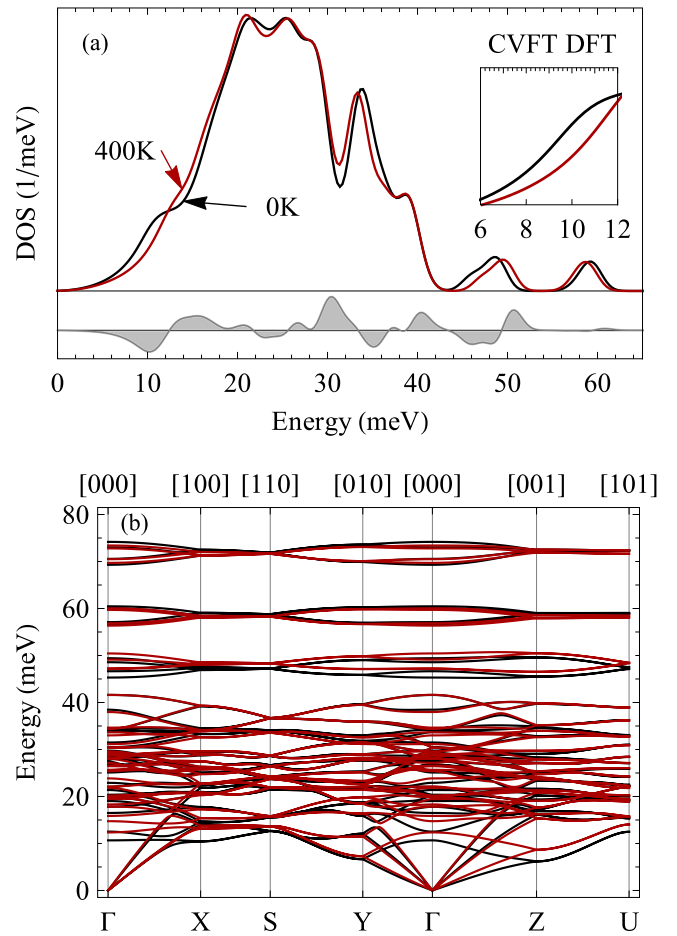 (a)
CVFT DFT
400K
0K
6 8 10 12
DOS (1/meV)
0 10 20 30 40 50 60
Energy (meV)
[000] [100] [110] [010] [000] [001] [101]
(b)
80
60
40
20
0
Energy (meV)
Γ X S Y Γ Z U